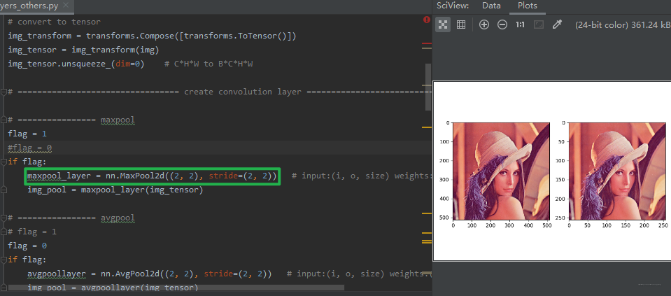 yers_others.py
# convert to tensor
img_transform = transforms.Compose([transforms.ToTensor()])
img_tensor = img_transform(img)
img_tensor.unsqueeze_(dim=0)    # C*H*W to B*C*H*W
# ================================ create convolution layer ========================
# ================ maxpool
flag = 1
#flag = 0
if flag:
maxpool_layer = nn.MaxPool2d((2, 2), stride=(2, 2))   # input:(i, o, size) weights:
img_pool = maxpool_layer(img_tensor)
# ================ avgpool
# flag = 1
flag = 0
if flag:
avgpoollayer = nn.AvgPool2d((2, 2), stride=(2, 2))   # input:(i, o, size) weights
img_pool = avgpoollayer(img_tensor)
SciView: Data Plots
1:1 (24-bit color) 361.24 kB
0
100
200
300
400
500
0 100 200 300 400 500
0
50
100
150
200
250
0 50 100 150 200 250